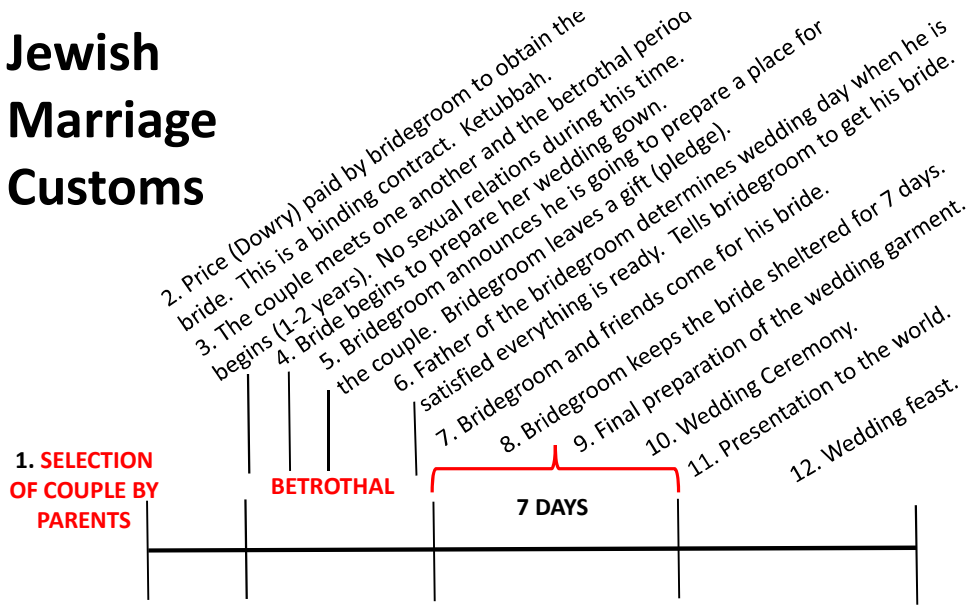 Jewish
Marriage
Customs
1. SELECTION
OF COUPLE BY
PARENTS
2. Price (Dowry) paid by bridegroom to obtain the
bride. This is a binding contract. Ketubbah.
3. The couple meets one another and the betrothal period
begins (1-2 years). No sexual relations during this time.
4. Bride begins to prepare her wedding gown.
5. Bridegroom announces he is going to prepare a place for
the couple. Bridegroom leaves a gift (pledge).
6. Father of the bridegroom determines wedding day when he is
satisfied everything is ready. Tells bridegroom to get his bride.
7. Bridegroom and friends come for his bride.
8. Bridegroom keeps the bride sheltered for 7 days.
9. Final preparation of the wedding garment.
10. Wedding Ceremony.
11. Presentation to the world.
12. Wedding feast.
BETROTHAL
7 DAYS